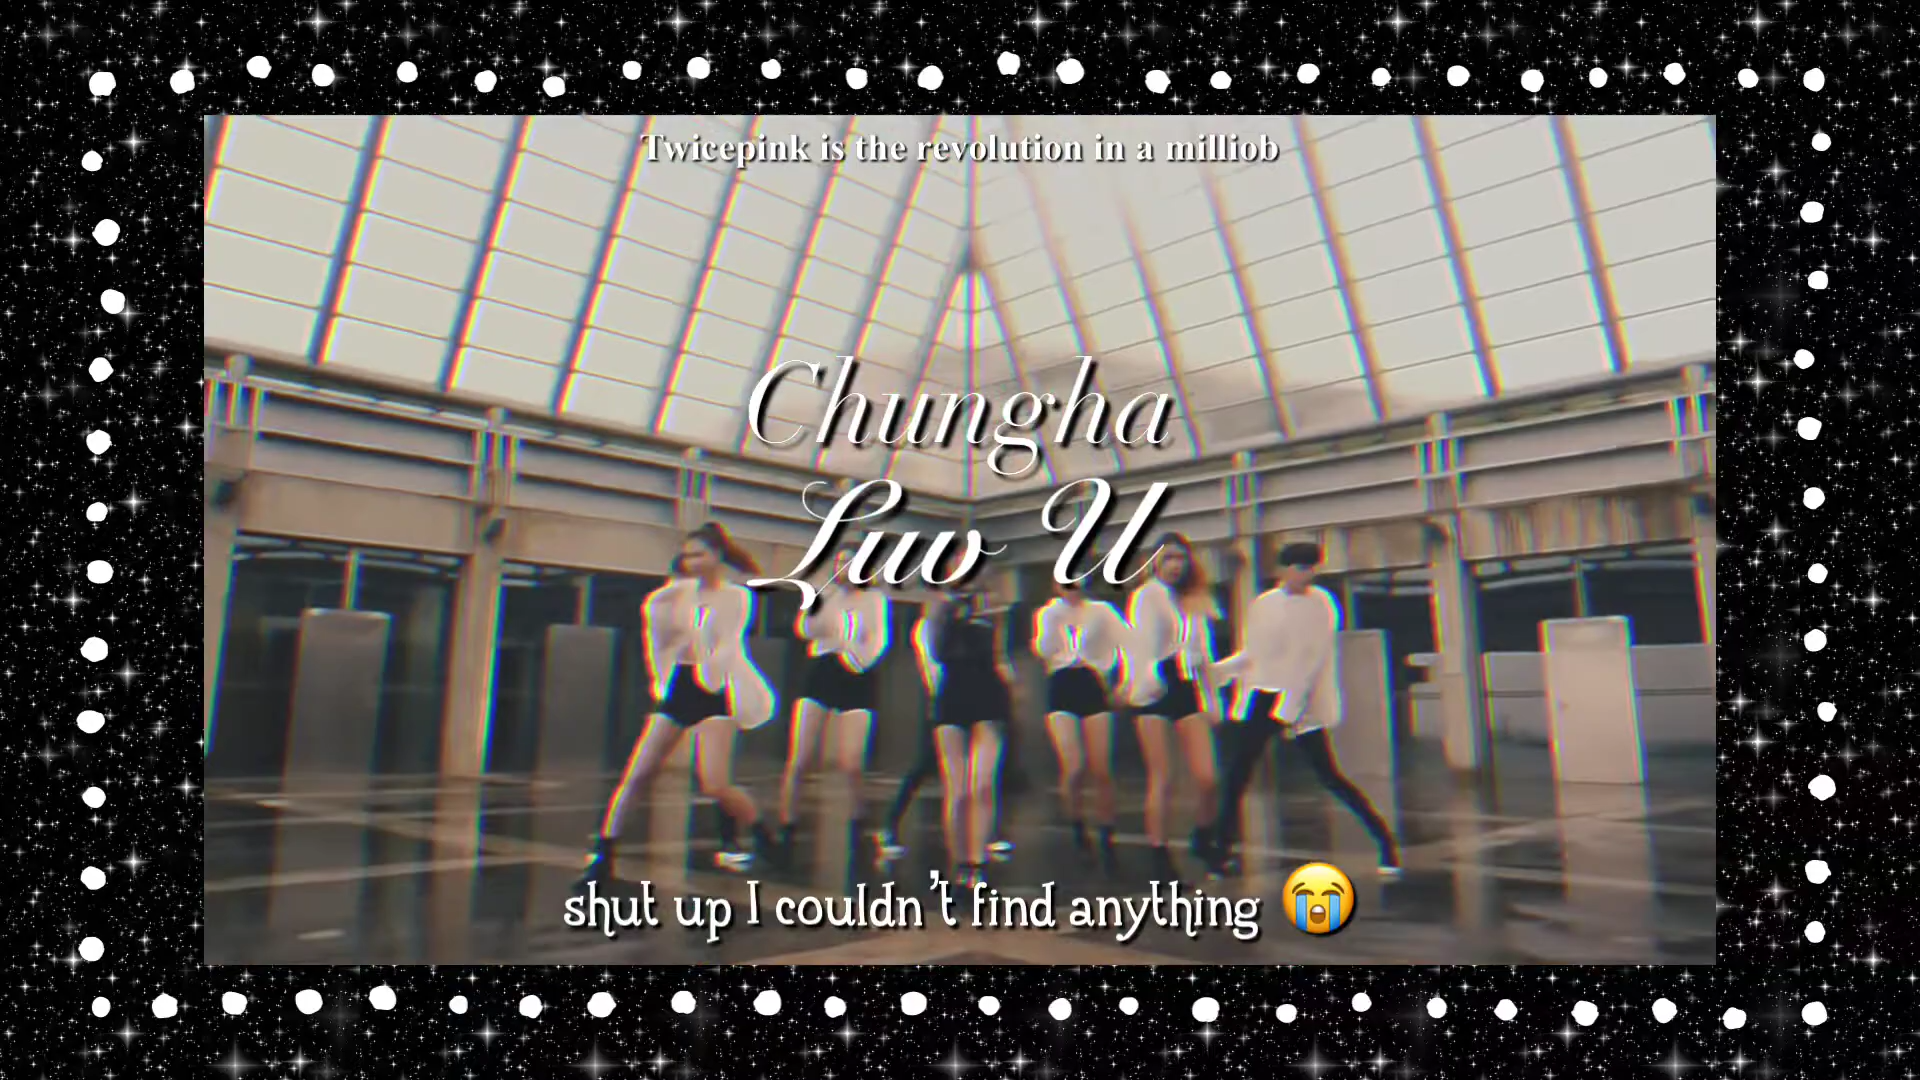 Twicepink is the revolution in a milliob
Chungha
Luv U
shut up I couldn't find anything 😭